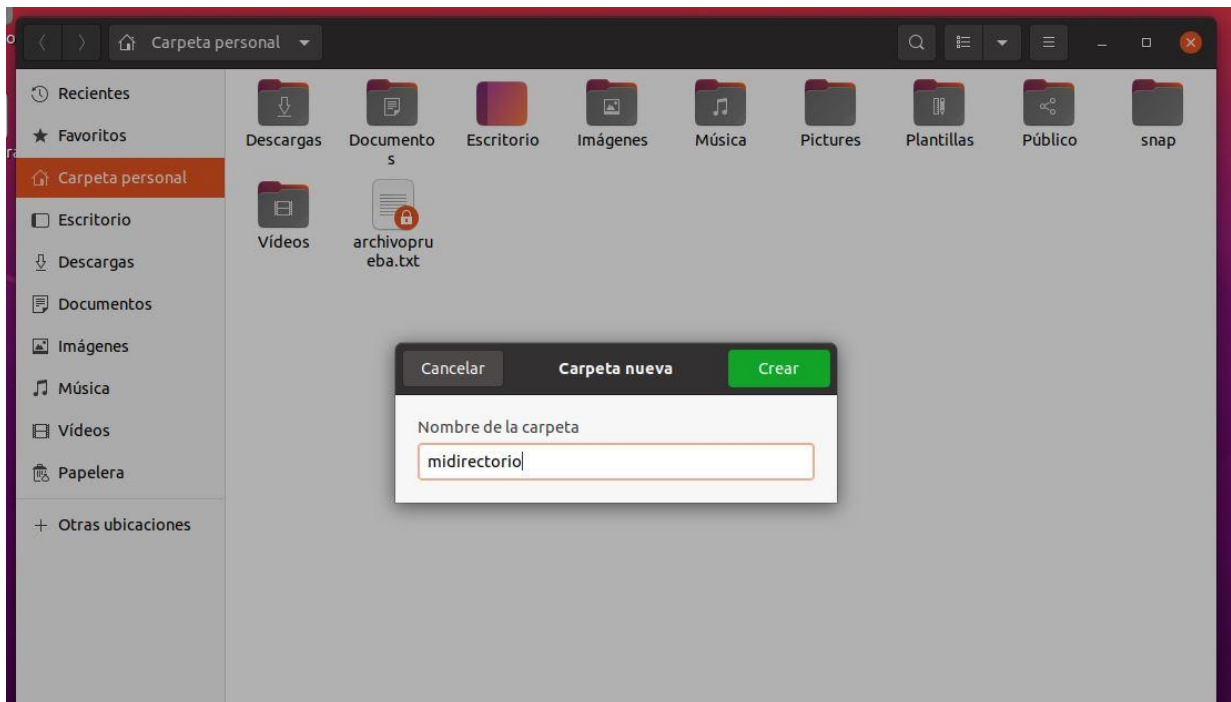 Carpeta personal
Recientes
Favoritos
Carpeta personal
Escritorio
Descargas
Documentos
Imágenes
Música
Vídeos
Papelera
Otras ubicaciones
Descargas
Documento
s
Escritorio
Imágenes
Música
Pictures
Plantillas
Público
snap
Vídeos
archivopru
eba.txt
Cancelar
Carpeta nueva
Crear
Nombre de la carpeta
midirectorio